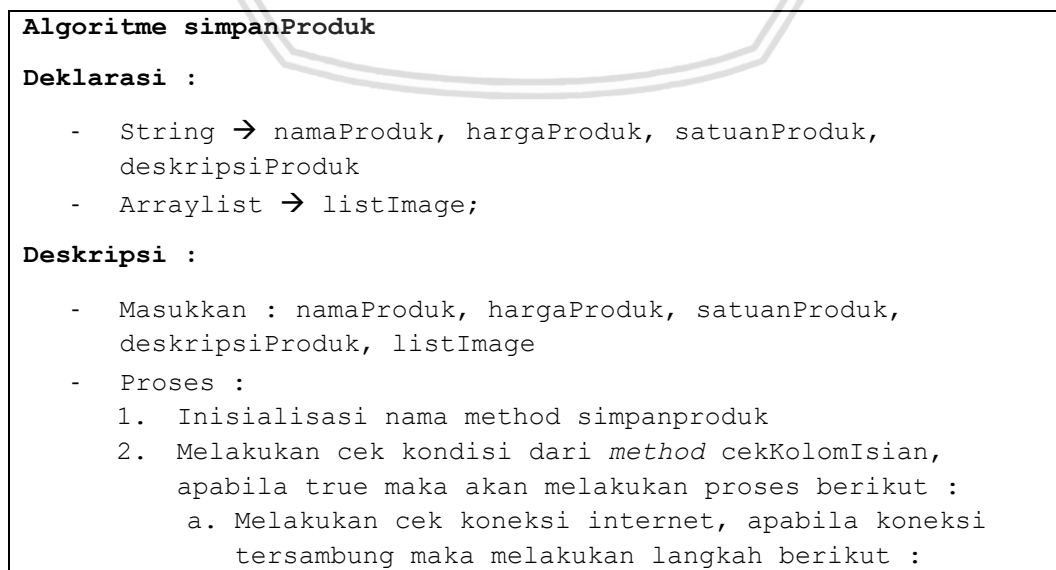 Algoritme simpanProduk
Deklarasi :
- String → namaProduk, hargaProduk, satuanProduk,
deskripsiProduk
- Arraylist → listImage;
Deskripsi :
- Masukkan : namaProduk, hargaProduk, satuanProduk,
deskripsiProduk, listImage
- Proses :
1. Inisialisasi nama method simpanproduk
2. Melakukan cek kondisi dari method cekKolomIsian,
apabila true maka akan melakukan proses berikut :
a. Melakukan cek koneksi internet, apabila koneksi
tersambung maka melakukan langkah berikut :